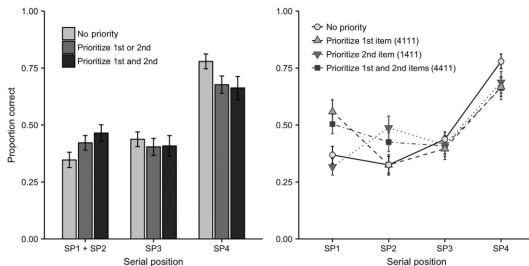 1.00
0.75
0.50
0.25
0.00
Proportion correct
No priority
Prioritize 1st or 2nd
Prioritize 1st and 2nd
SP1 + SP2
SP3
SP4
Serial position
1.00
0.75
0.50
0.25
0.00
No priority
Prioritize 1st item (4111)
Prioritize 2nd item (1411)
Prioritize 1st and 2nd items (4411)
SP1
SP2
SP3
SP4
Serial position